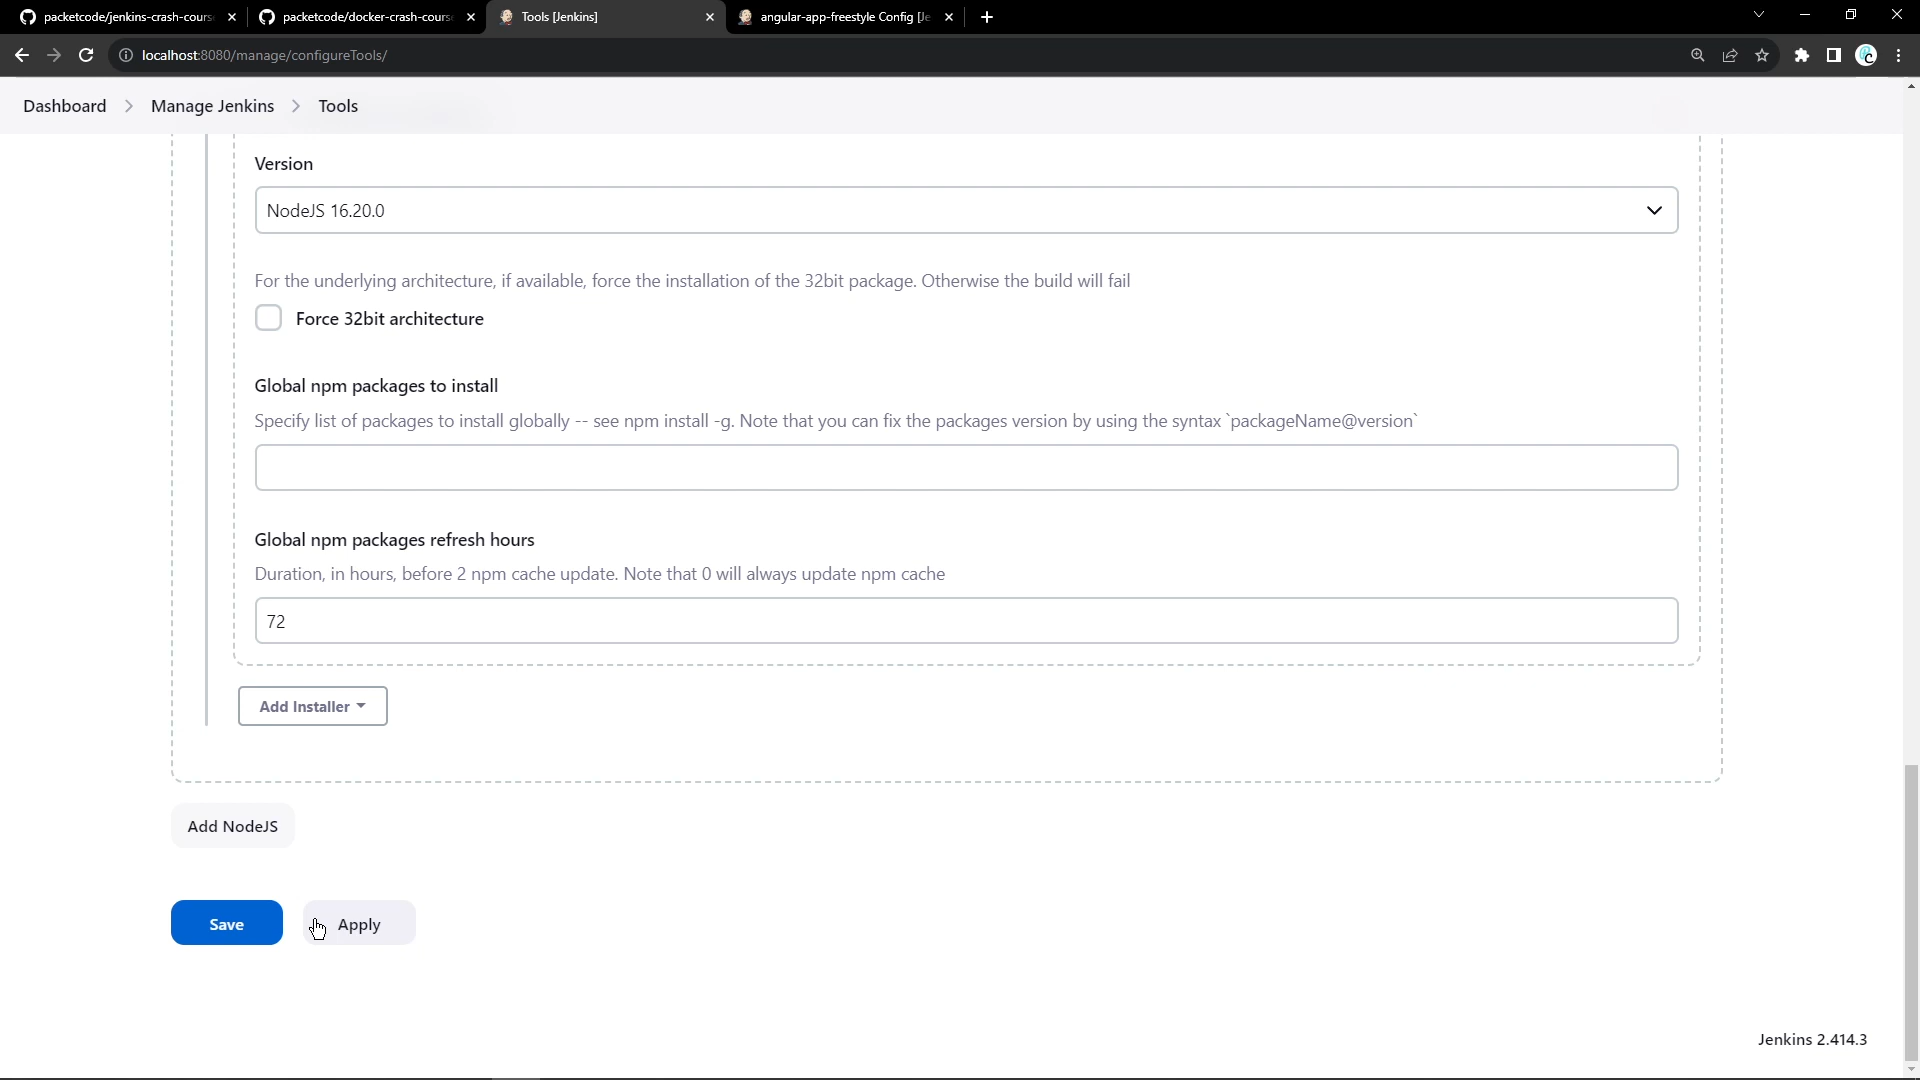 packetcode/jenkins-crash-cours
packetcode/docker-crash-cours
Tools [Jenkins]
angular-app-freestyle Config [Je
localhost:8080/manage/configureTools/
Dashboard > Manage Jenkins > Tools
Version
NodeJS 16.20.0
For the underlying architecture, if available, force the installation of the 32bit package. Otherwise the build will fail
Force 32bit architecture
Global npm packages to install
Specify list of packages to install globally -- see npm install -g. Note that you can fix the packages version by using the syntax `packageName@version`
Global npm packages refresh hours
Duration, in hours, before 2 npm cache update. Note that 0 will always update npm cache
72
Add Installer
Add NodeJS
Save
Apply
Jenkins 2.414.3